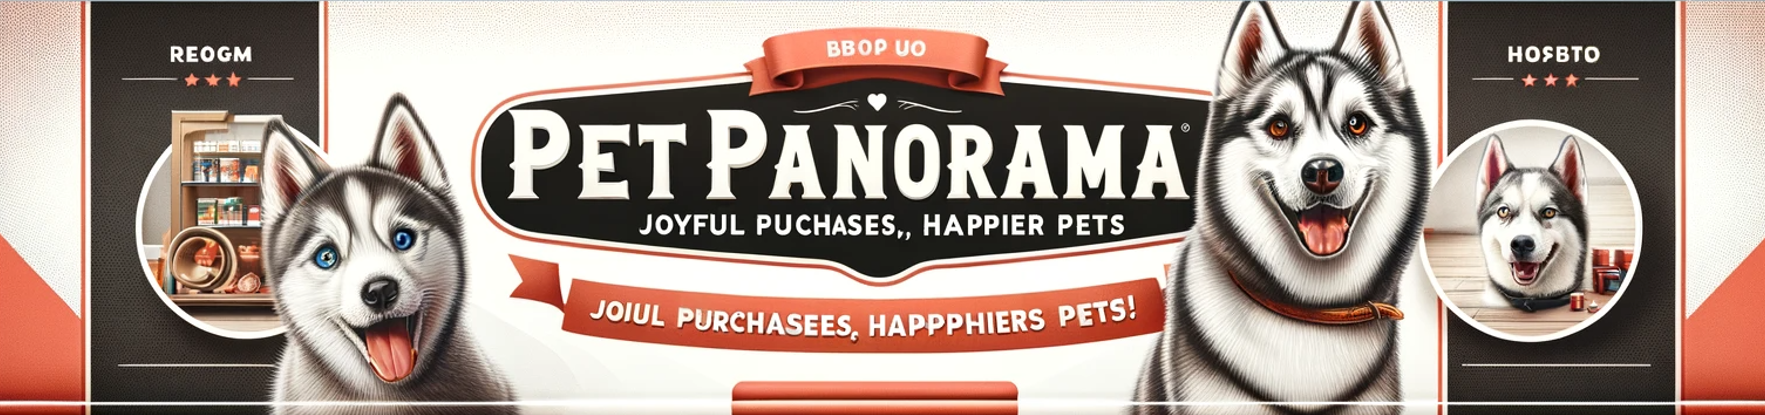 REOGM
BBOP UO
HOSBTO
PET PANORAMA
JOYFUL PUCHASES,, HAPPIER PETS
JOIUL PURCHASEES, HAPPPHIERS PETS!